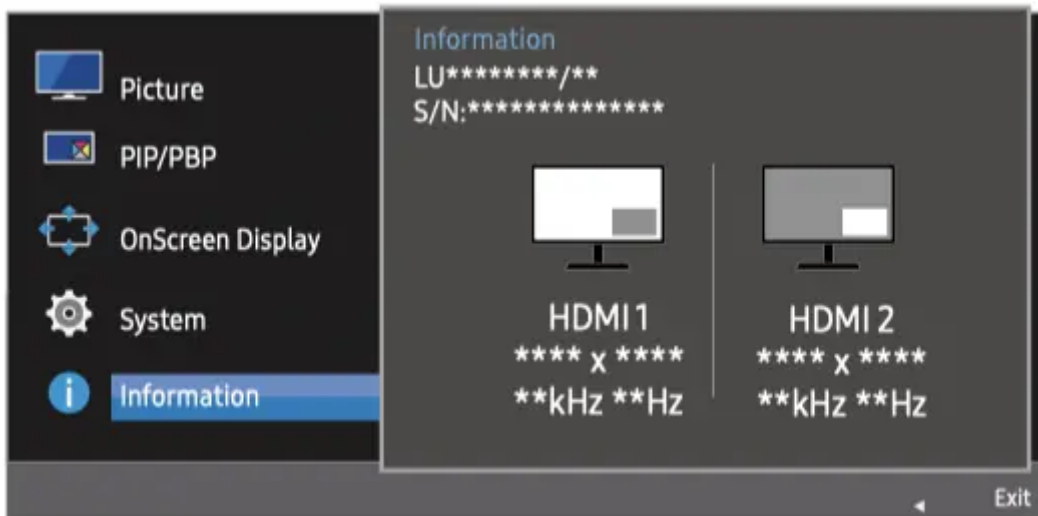 Picture
PIP/PBP
OnScreen Display
System
Information
Information
LU********/**
S/N:**************
HDMI 1
**** x ****
**kHz **Hz
HDMI 2
**** x ****
**kHz **Hz
Exit